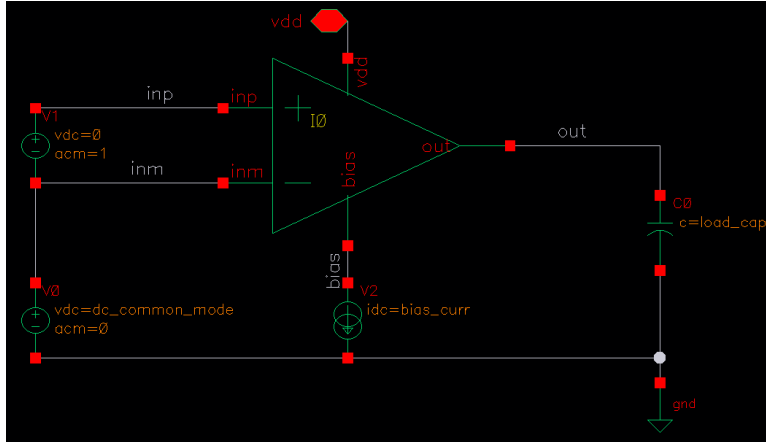 vdd
vdd
inp
inp
I0
V1
vdc=0
acm=1
out
out
inm
inm
bias
C0
c=load_cap
bias
V0
V2
vdc=dc_common_mode
idc=bias_curr
acm=0
gnd